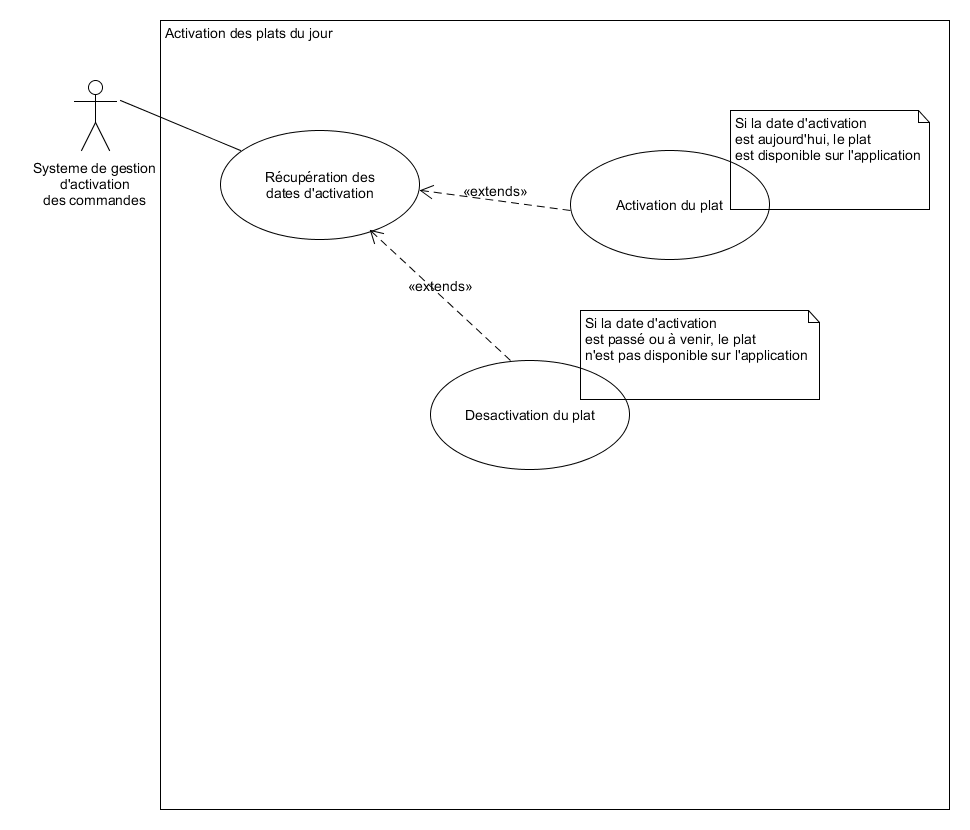 Activation des plats du jour
Systeme de gestion
d'activation
des commandes
Récupération des
dates d'activation
«extends»
Activation du plat
Si la date d'activation
est aujourd'hui, le plat
est disponible sur l'application
«extends»
Si la date d'activation
est passé ou à venir, le plat
n'est pas disponible sur l'application
Desactivation du plat